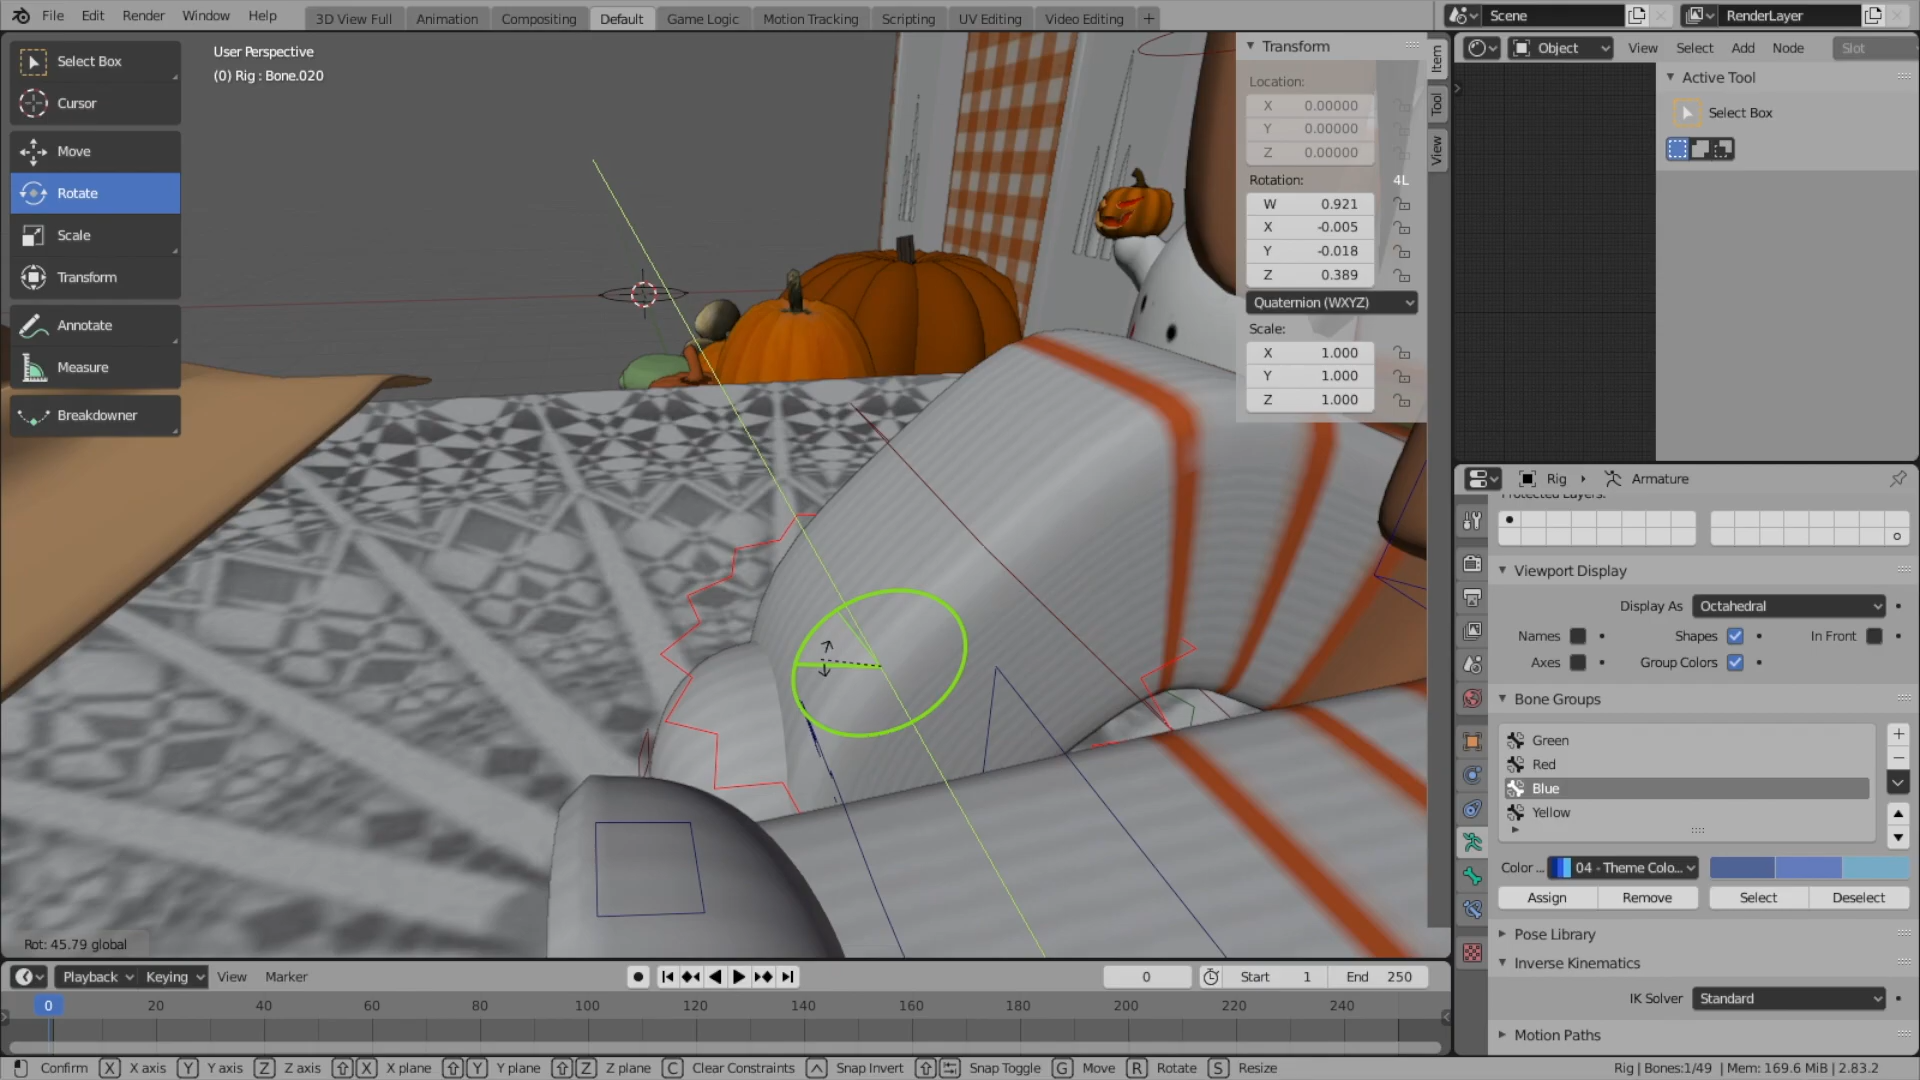 File Edit Render Window Help
3D View Full Animation Compositing Default Game Logic Motion Tracking Scripting UV Editing Video Editing +
Scene
RenderLayer
Select Box
Cursor
Move
Rotate
Scale
Transform
Annotate
Measure
Breakdowner
User Perspective
(0) Rig : Bone.020
Transform
Location:
X 0.00000
Y 0.00000
Z 0.00000
Rotation: 4L
W 0.921
X -0.005
Y -0.018
Z 0.389
Quaternion (WXYZ)
Scale:
X 1.000
Y 1.000
Z 1.000
Item
Tool
View
Object View Select Add Node Slot
Active Tool
Select Box
Rig Armature
Protected Layers:
Viewport Display
Display As Octahedral
Names Shapes In Front
Axes Group Colors
Bone Groups
Green
Red
Blue
Yellow
Color ... 04 - Theme Colo...
Assign Remove Select Deselect
Pose Library
Inverse Kinematics
IK Solver Standard
Motion Paths
Rot: 45.79 global
Playback Keying View Marker
0 Start 1 End 250
0 20 40 60 80 100 120 140 160 180 200 220 240
Confirm X X axis Y Y axis Z Z axis X X plane Y Y plane Z Z plane C Clear Constraints Snap Invert Snap Toggle G Move R Rotate S Resize
Rig | Bones:1/49 | Mem: 169.6 MiB | 2.83.2